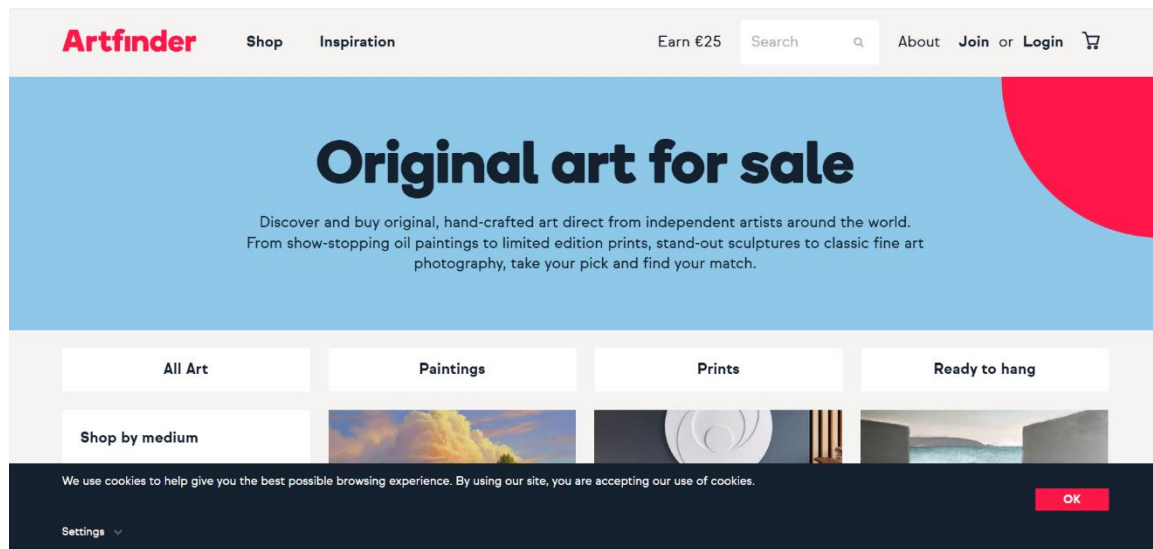 Artfinder Shop Inspiration Earn €25 Search About Join or Login
Original art for sale
Discover and buy original, hand-crafted art direct from independent artists around the world.
From show-stopping oil paintings to limited edition prints, stand-out sculptures to classic fine art
photography, take your pick and find your match.
All Art Paintings Prints Ready to hang
Shop by medium
We use cookies to help give you the best possible browsing experience. By using our site, you are accepting our use of cookies.
OK
Settings